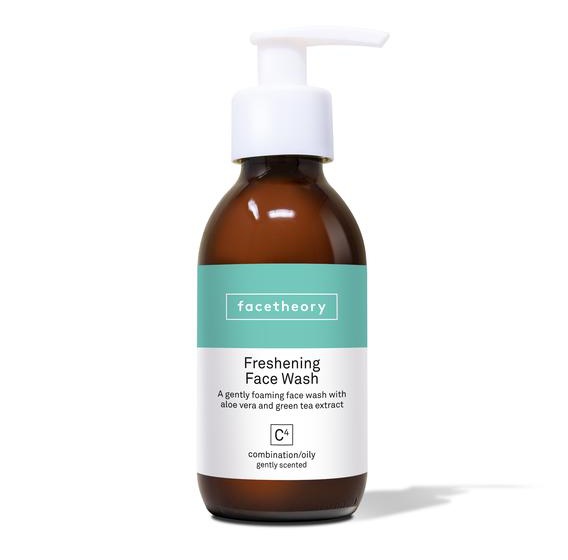 facetheory
Freshening
Face Wash
A gently foaming face wash with
aloe vera and green tea extract
C⁴
combination/oily
gently scented